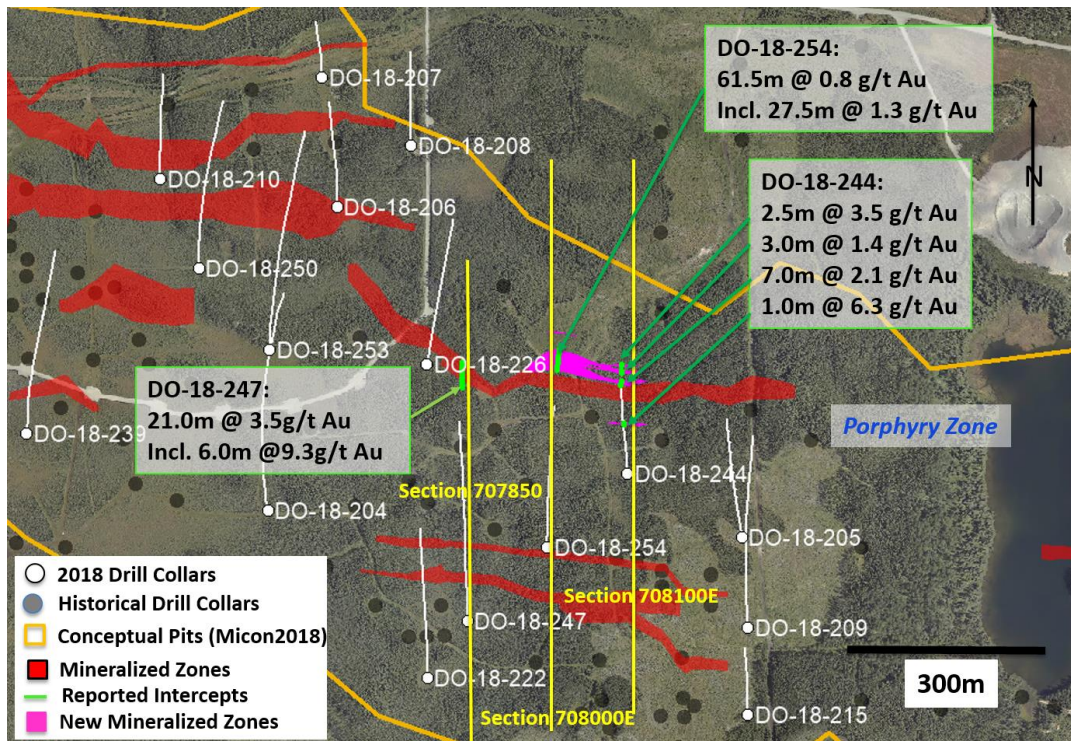 DO-18-254:
61.5m @ 0.8 g/t Au
Incl. 27.5m @ 1.3 g/t Au
DO-18-207
DO-18-208
DO-18-210
N
DO-18-244:
2.5m @ 3.5 g/t Au
3.0m @ 1.4 g/t Au
7.0m @ 2.1 g/t Au
1.0m @ 6.3 g/t Au
DO-18-206
DO-18-250
DO-18-253
DO-18-226
DO-18-247:
21.0m @ 3.5g/t Au
Incl. 6.0m @9.3g/t Au
DO-18-239
Porphyry Zone
DO-18-244
Section 707850
DO-18-204
DO-18-205
DO-18-254
Section 708100E
DO-18-247
DO-18-209
DO-18-222
300m
Section 708000E
DO-18-215
2018 Drill Collars
Historical Drill Collars
Conceptual Pits (Micon2018)
Mineralized Zones
Reported Intercepts
New Mineralized Zones